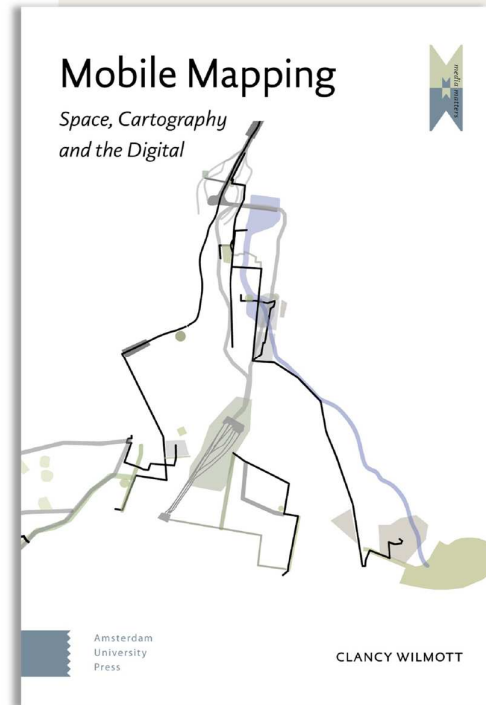 Mobile Mapping
Space, Cartography
and the Digital
media matters
Amsterdam
University
Press
CLANCY WILMOTT